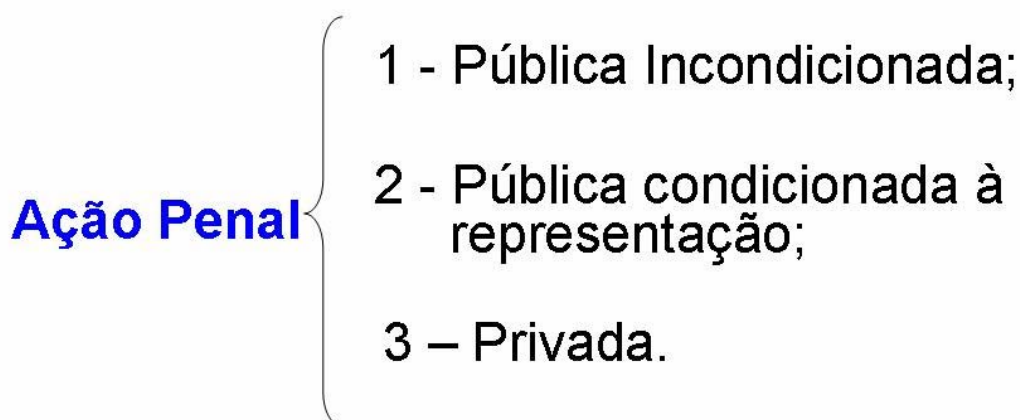 Ação Penal
1 - Pública Incondicionada;
2 - Pública condicionada à
representação;
3 – Privada.